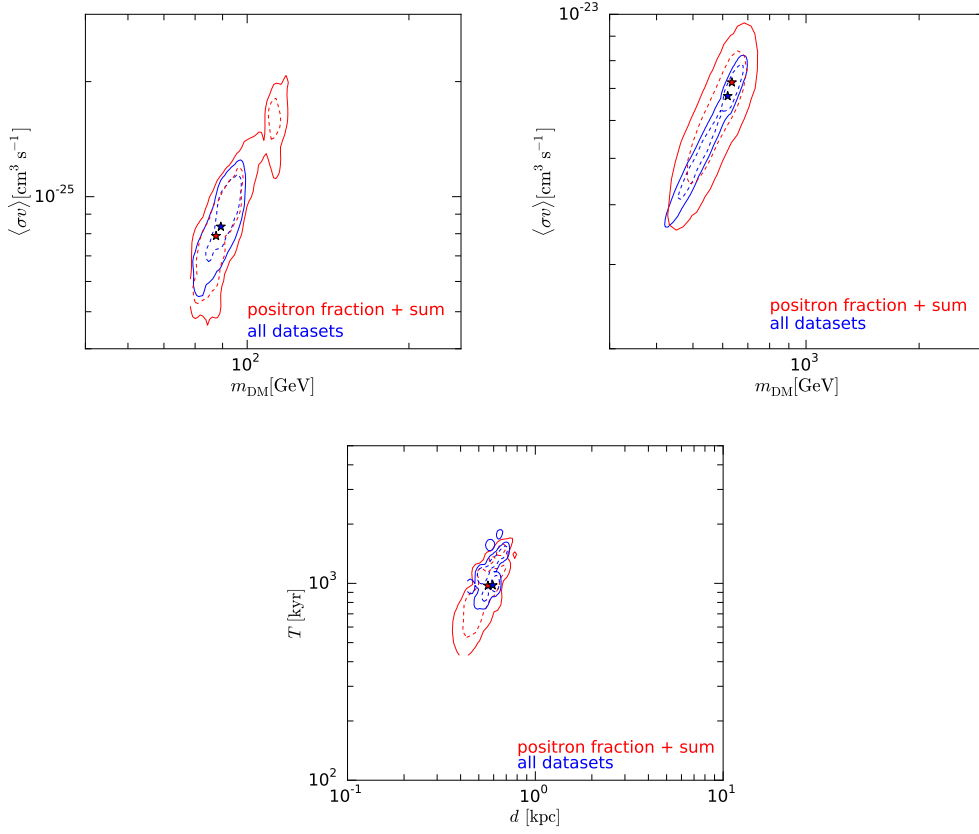 ⟨σv⟩[cm³ s⁻¹]
10⁻²⁵
positron fraction + sum
all datasets
10²
m_DM[GeV]
10⁻²³
⟨σv⟩[cm³ s⁻¹]
positron fraction + sum
all datasets
10³
m_DM[GeV]
T [kyr]
10³
10²
positron fraction + sum
all datasets
10⁻¹
10⁰
10¹
d [kpc]